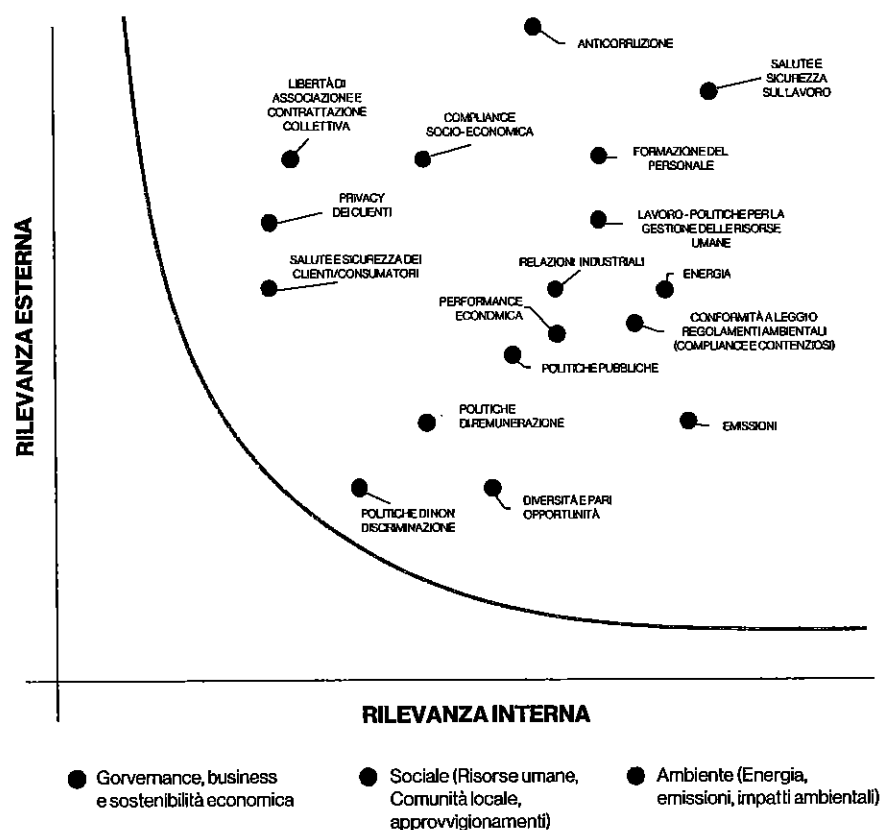 ANTICORRUZIONE
SALUTE E
SICUREZZA
SUL LAVORO
LIBERTÀ DI
ASSOCIAZIONE E
CONTRATTAZIONE
COLLETTIVA
COMPLIANCE
SOCIO-ECONOMICA
FORMAZIONE DEL
PERSONALE
PRIVACY
DEI CLIENTI
LAVORO - POLITICHE PER LA
GESTIONE DELLE RISORSE
UMANE
SALUTE E SICUREZZA DEI
CLIENTI/CONSUMATORI
RELAZIONI INDUSTRIALI
ENERGIA
PERFORMANCE
ECONOMICA
CONFORMITÀ A LEGGI O
REGOLAMENTI AMBIENTALI
(COMPLIANCE E CONTENZIOSI)
POLITICHE PUBBLICHE
POLITICHE
DI REMUNERAZIONE
EMISSIONI
POLITICHE DI NON
DISCRIMINAZIONE
DIVERSITÀ E PARI
OPPORTUNITÀ
RILEVANZA ESTERNA
RILEVANZA INTERNA
Gorvernance, business
e sostenibilità economica
Sociale (Risorse umane,
Comunità locale,
approvvigionamenti)
Ambiente (Energia,
emissioni, impatti ambientali)